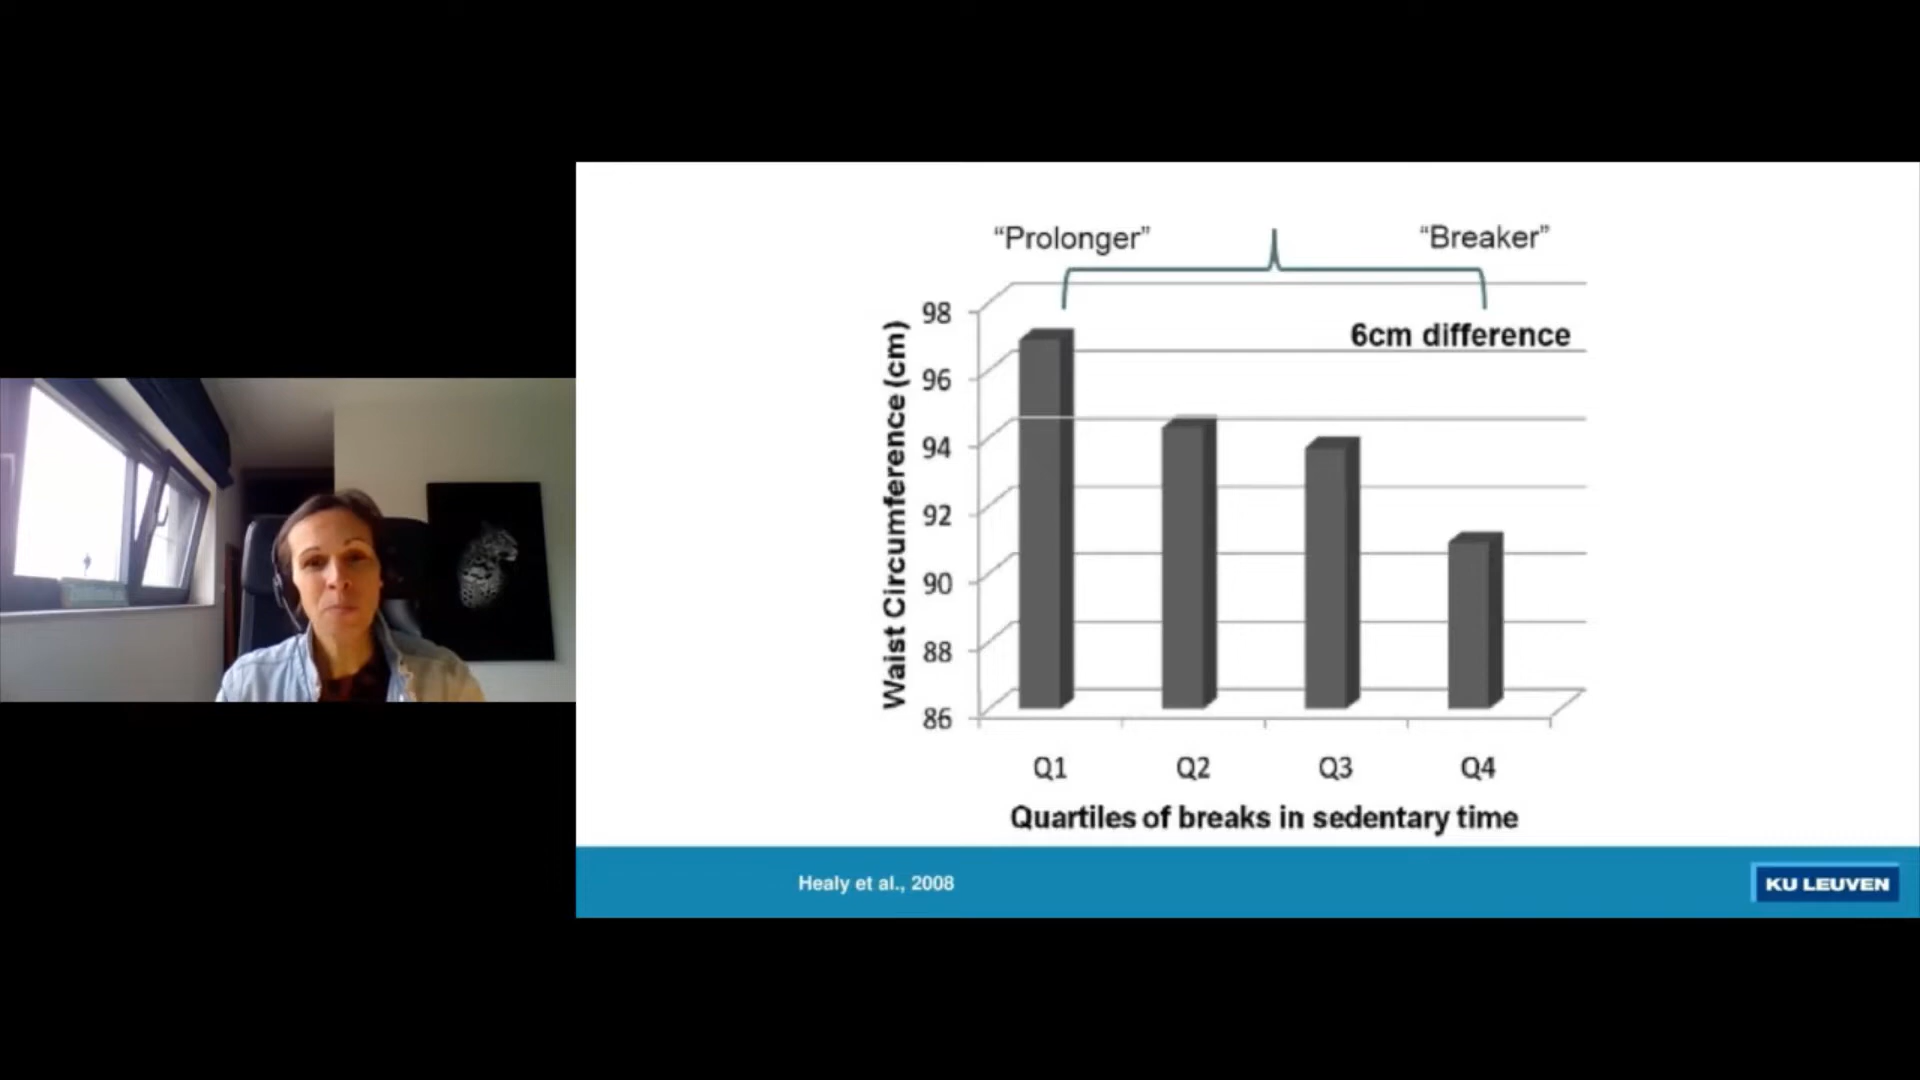 “Prolonger”
“Breaker”
6cm difference
Waist Circumference (cm)
98
96
94
92
90
88
86
Q1 Q2 Q3 Q4
Quartiles of breaks in sedentary time
Healy et al., 2008
KU LEUVEN